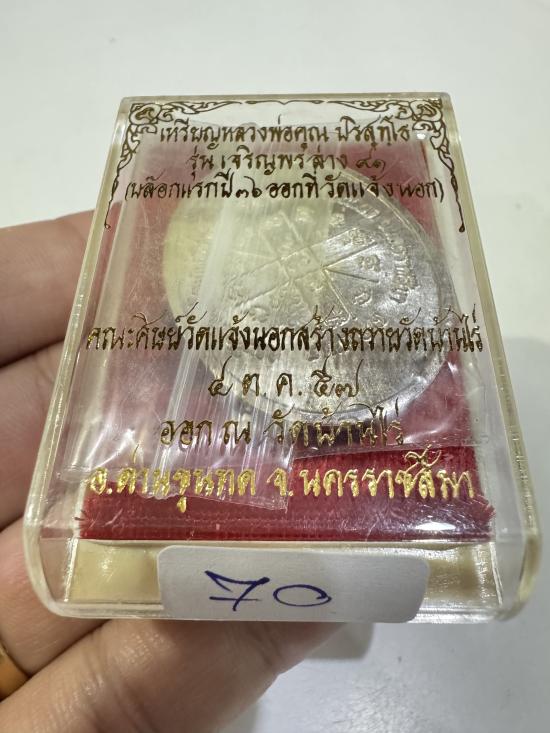 เหรียญหลวงพ่อคูณ ปริสุทฺโธ
รุ่น เจริญพรล่าง ๙๑
(บล๊อกแรกปี ๓๖ ออกที่วัดแจ้งนอก)
คณะศิษย์วัดแจ้งนอกสร้างถวายวัดบ้านไร่
๔ ต.ค. ๕๗
ออก ณ วัดบ้านไร่
อ.ด่านขุนทด จ.นครราชสีมา
70